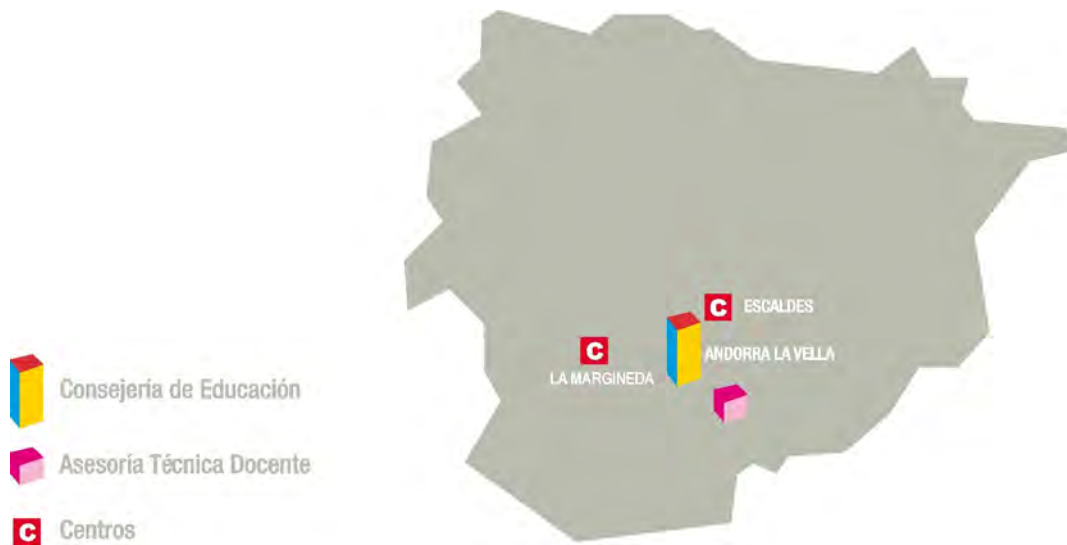 C ESCALDES
ANDORRA LA VELLA
C
LA MARGINEDA
Consejería de Educación
Asesoría Técnica Docente
C Centros